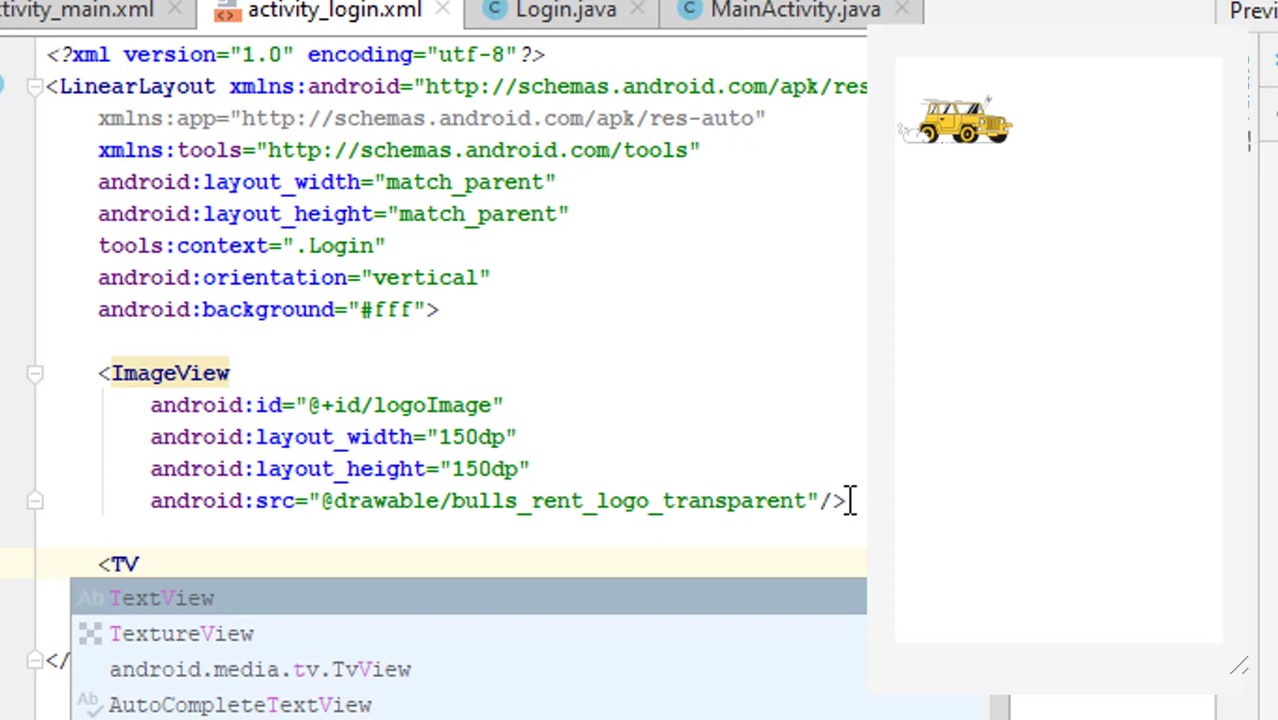 ctivity_main.xml activity_login.xml Login.java MainActivity.java Previ
<?xml version="1.0" encoding="utf-8"?>
<LinearLayout xmlns:android="http://schemas.android.com/apk/res
xmlns:app="http://schemas.android.com/apk/res-auto"
xmlns:tools="http://schemas.android.com/tools"
android:layout_width="match_parent"
android:layout_height="match_parent"
tools:context=".Login"
android:orientation="vertical"
android:background="#fff">
<ImageView
android:id="@+id/logoImage"
android:layout_width="150dp"
android:layout_height="150dp"
android:src="@drawable/bulls_rent_logo_transparent"/>
<TV
Ab TextView
TextureView
android.media.tv.TvView
Ab AutoCompleteTextView
</